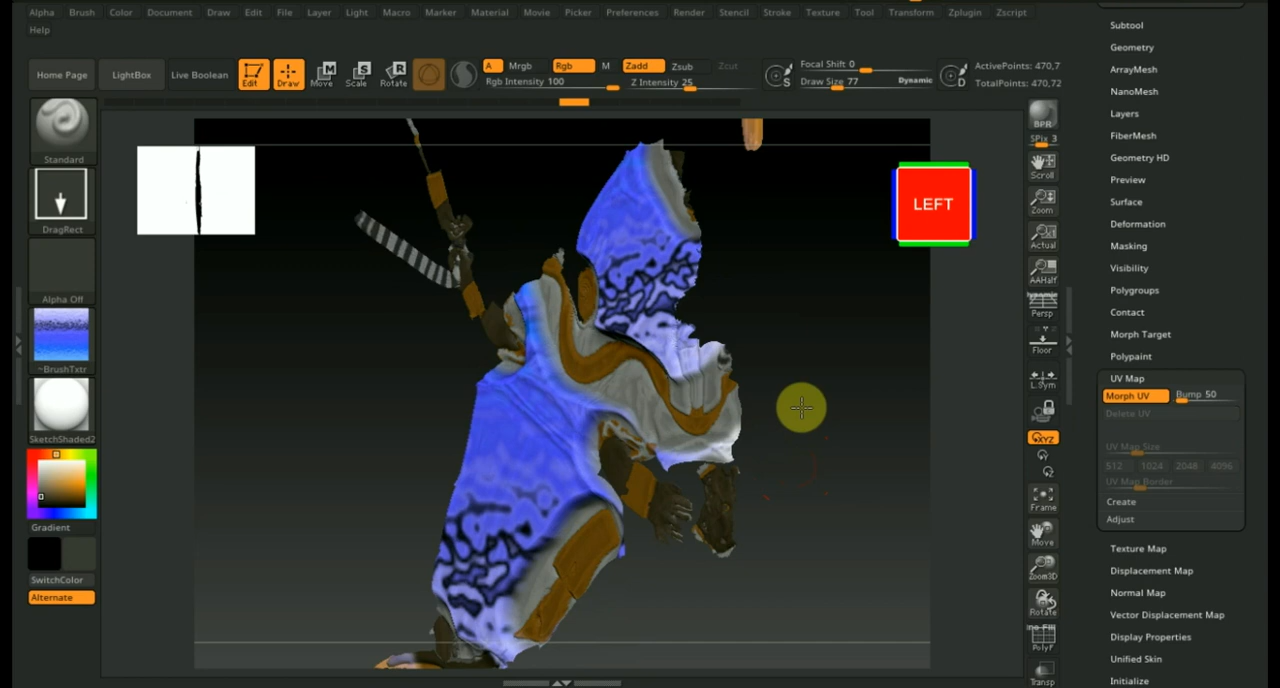 Alpha Brush Color Document Draw Edit File Layer Light Macro Marker Material Movie Picker Preferences Render Stencil Stroke Texture Tool Transform Zplugin Zscript
Help
Home Page LightBox Live Boolean Edit Draw Move Scale Rotate
M S R
A Mrgb Rgb M Zadd Zsub Zcut
Rgb Intensity 100 Z Intensity 25
S Focal Shift 0
Draw Size 77 Dynamic
D ActivePoints: 470,7
TotalPoints: 470,72
Standard
DragRect
Alpha Off
~BrushTxtr
SketchShaded2
Gradient
SwitchColor
Alternate
LEFT
BPR
SPix 3
Scroll
Zoom
Actual
AAHalf
Persp
Floor
L.Sym
XYZ
Frame
Move
Zoom3D
Rotate
PolyF
Transp
Subtool
Geometry
ArrayMesh
NanoMesh
Layers
FiberMesh
Geometry HD
Preview
Surface
Deformation
Masking
Visibility
Polygroups
Contact
Morph Target
Polypaint
UV Map
Morph UV Bump 50
Delete UV
UV Map Size
512 1024 2048 4096
UV Map Border
Create
Adjust
Texture Map
Displacement Map
Normal Map
Vector Displacement Map
Display Properties
Unified Skin
Initialize